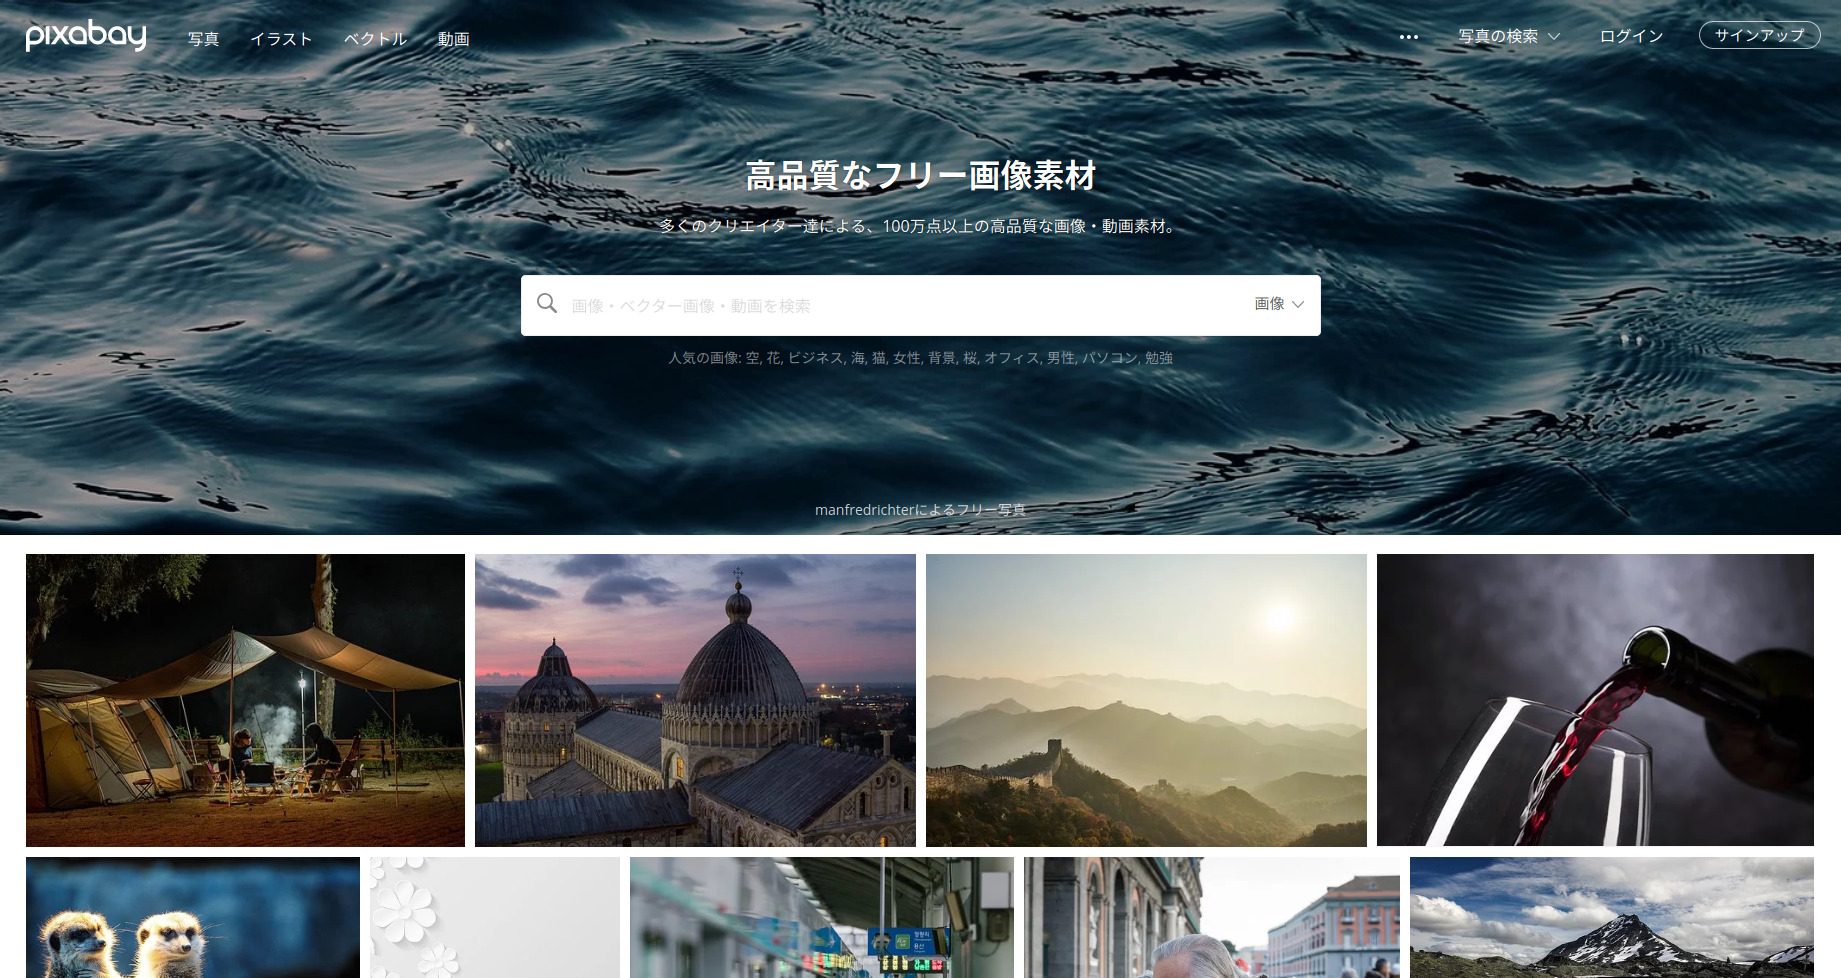 pixabay 写真 イラスト ベクトル 動画 写真の検索 ログイン サインアップ
高品質なフリー画像素材
多くのクリエイター達による、100万点以上の高品質な画像・動画素材。
画像・ベクター画像・動画を検索 画像
人気の画像: 空, 花, ビジネス, 海, 猫, 女性, 背景, 桜, オフィス, 男性, パソコン, 勉強
manfredrichterによるフリー写真